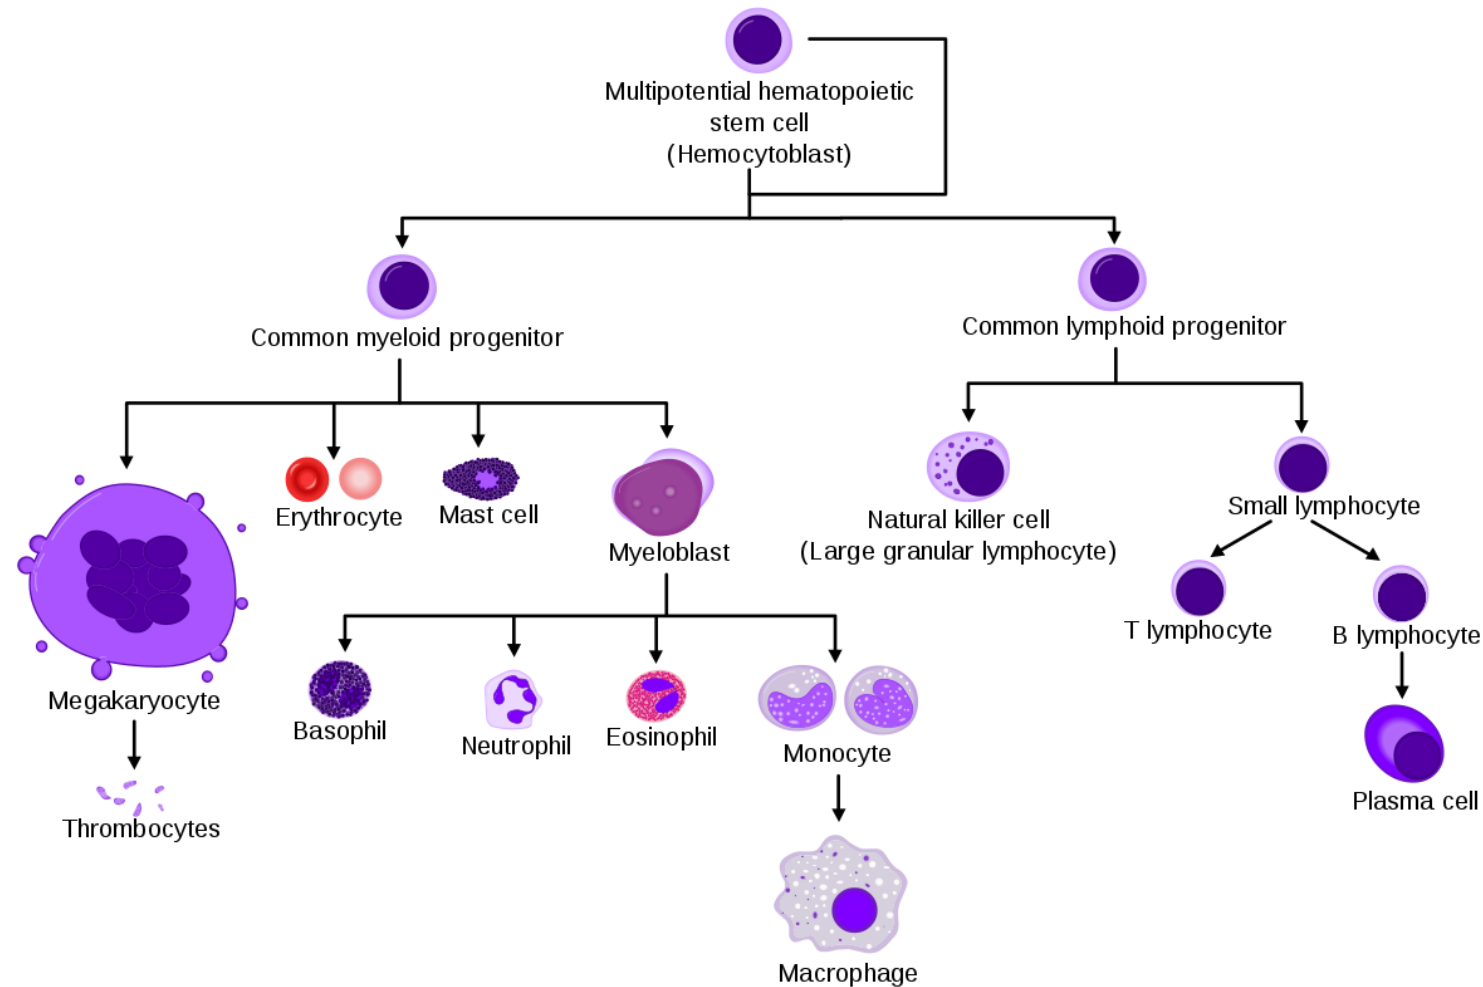 Multipotential hematopoietic
stem cell
(Hemocytoblast)
Common myeloid progenitor
Common lymphoid progenitor
Erythrocyte
Mast cell
Myeloblast
Natural killer cell
(Large granular lymphocyte)
Small lymphocyte
T lymphocyte
B lymphocyte
Megakaryocyte
Basophil
Neutrophil
Eosinophil
Monocyte
Plasma cell
Thrombocytes
Macrophage